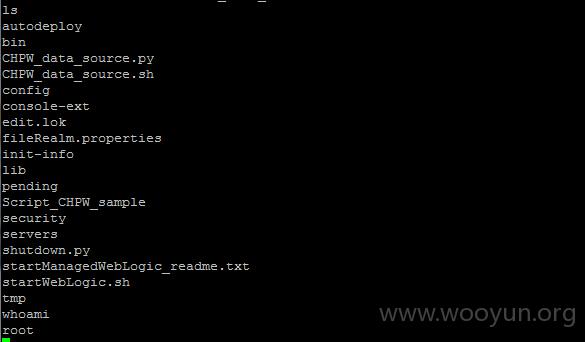 ls
autodeploy
bin
CHPW_data_source.py
CHPW_data_source.sh
config
console-ext
edit.lok
fileRealm.properties
init-info
lib
pending
Script_CHPW_sample
security
servers
shutdown.py
startManagedWebLogic_readme.txt
startWebLogic.sh
tmp
whoami
root
www.wooyun.org